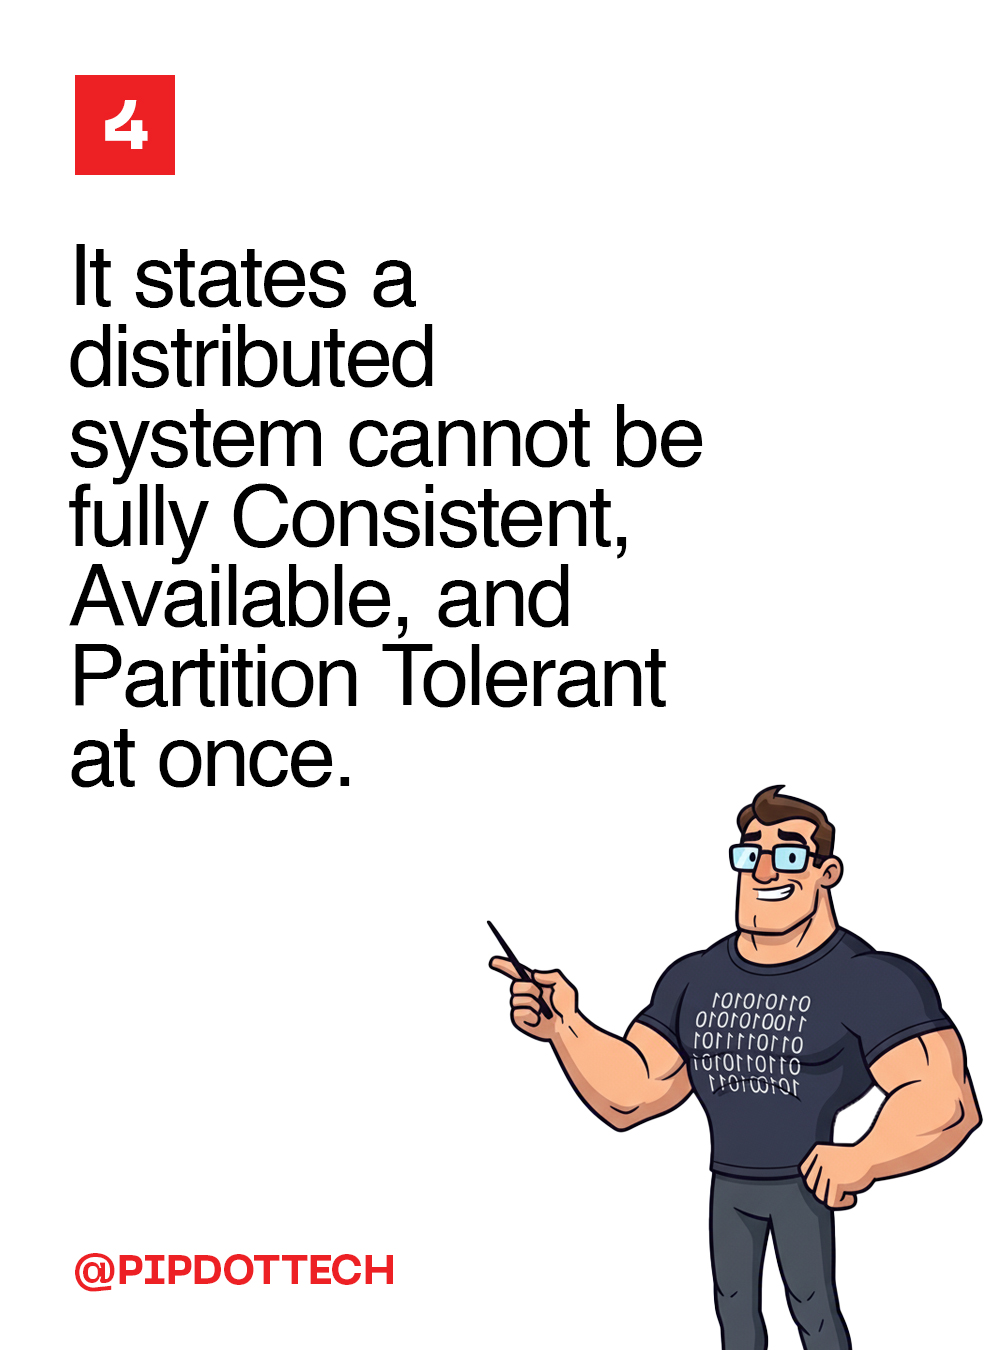 4
It states a
distributed
system cannot be
fully Consistent,
Available, and
Partition Tolerant
at once.
@PIPDOTTECH